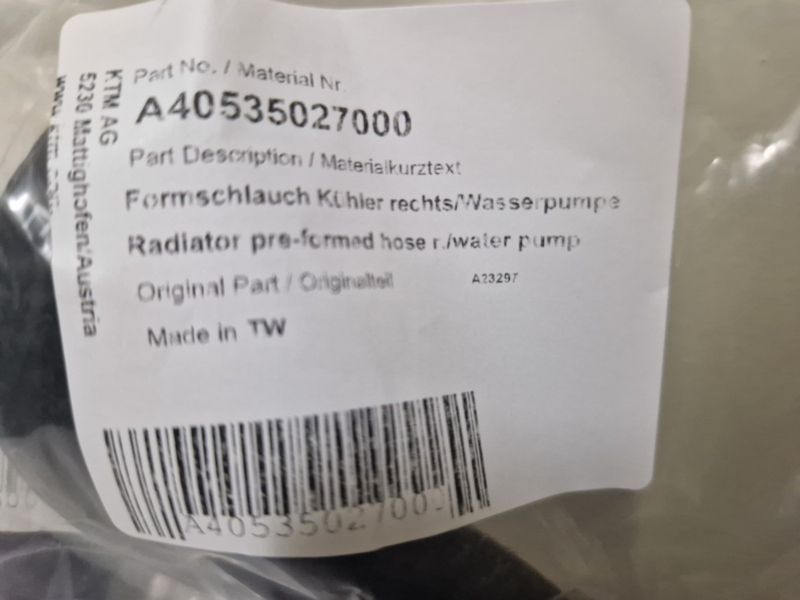 Part No. / Material Nr.
A40535027000
Part Description / Materialkurztext
Formschlauch Kühler rechts/Wasserpumpe
Radiator pre-formed hose r./water pump
Original Part / Originalteil
A23297
Made in TW
A40535027000
KTM AG
5230 Mattighofen/Austria